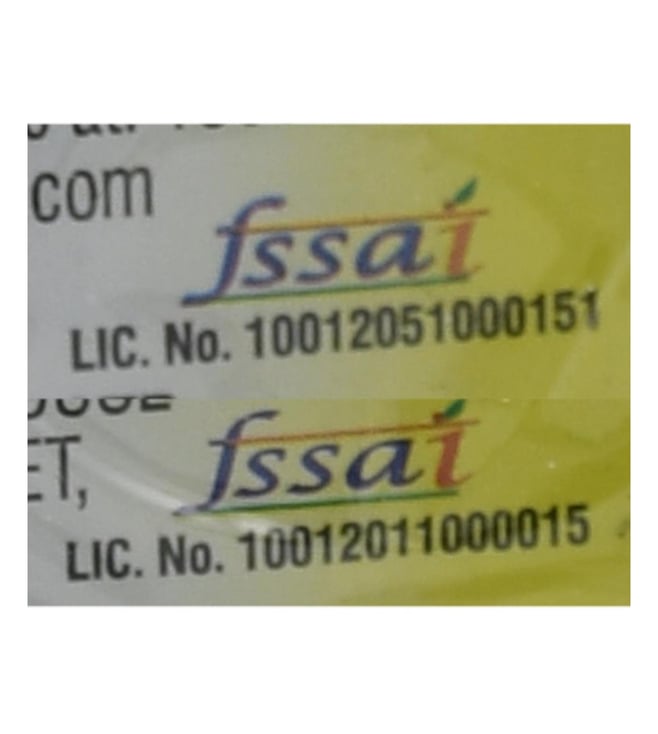 com
fssai
LIC. No. 10012051000151
ET,
fssai
LIC. No. 10012011000015